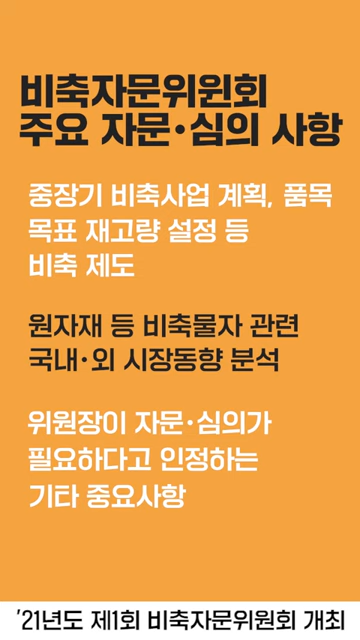 비축자문위원회
주요 자문·심의 사항
중장기 비축사업 계획, 품목
목표 재고량 설정 등
비축 제도
원자재 등 비축물자 관련
국내·외 시장동향 분석
위원장이 자문·심의가
필요하다고 인정하는
기타 중요사항
'21년도 제1회 비축자문위원회 개최